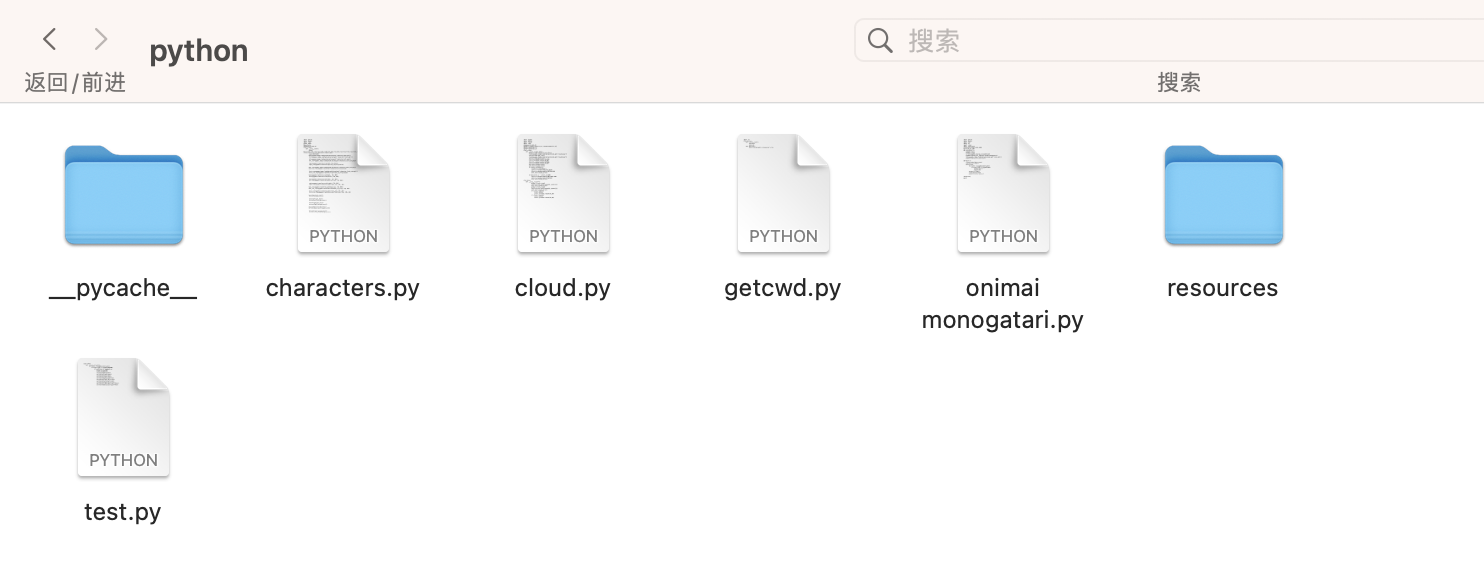 python
搜索
返回/前进
搜索
PYTHON
PYTHON
PYTHON
PYTHON
__pycache__
characters.py
cloud.py
getcwd.py
onimai
monogatari.py
resources
PYTHON
test.py